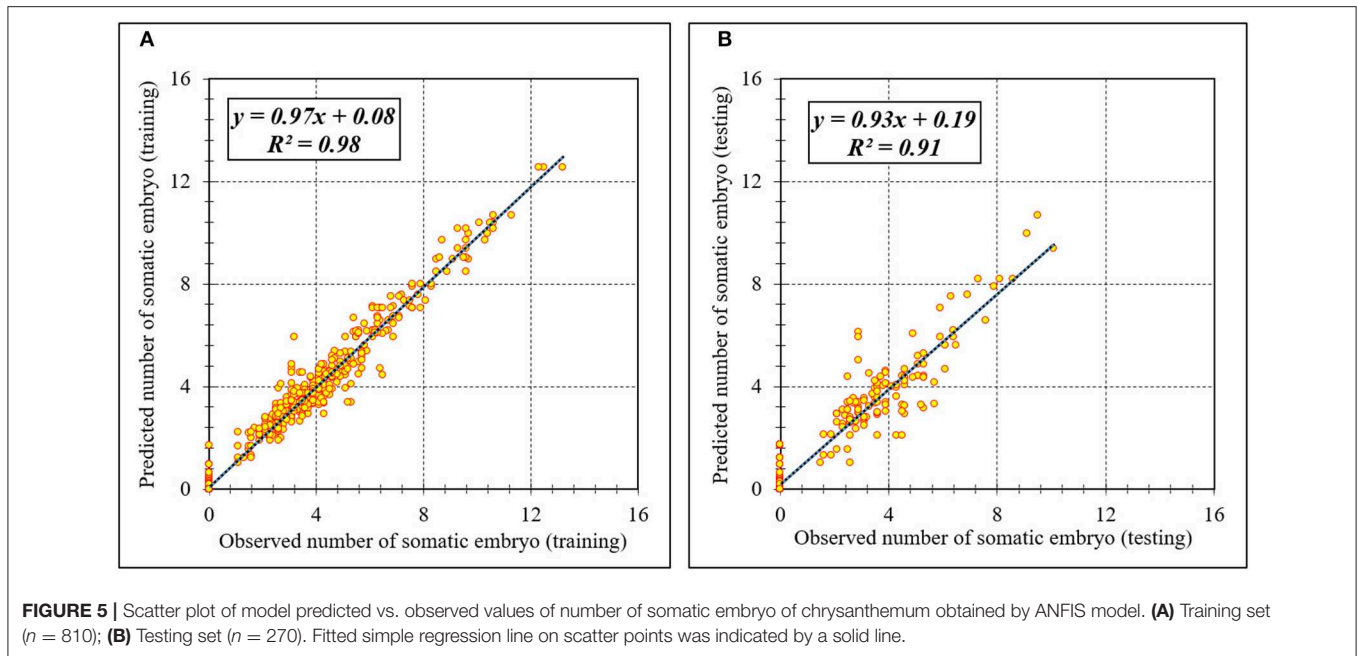 A
16
12
8
4
0
0 4 8 12 16
y = 0.97x + 0.08
R² = 0.98
Predicted number of somatic embryo (training)
Observed number of somatic embryo (training)
B
16
12
8
4
0
0 4 8 12 16
y = 0.93x + 0.19
R² = 0.91
Predicted number of somatic embryo (testing)
Observed number of somatic embryo (testing)
FIGURE 5 | Scatter plot of model predicted vs. observed values of number of somatic embryo of chrysanthemum obtained by ANFIS model. (A) Training set
(n = 810); (B) Testing set (n = 270). Fitted simple regression line on scatter points was indicated by a solid line.